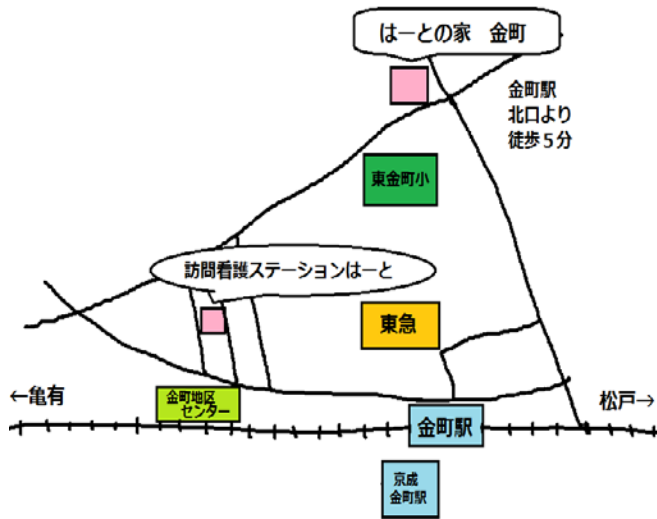 はーとの家 金町
金町駅
北口より
徒歩5分
東金町小
訪問看護ステーションはーと
東急
金町地区
センター
←亀有
松戸→
金町駅
京成
金町駅